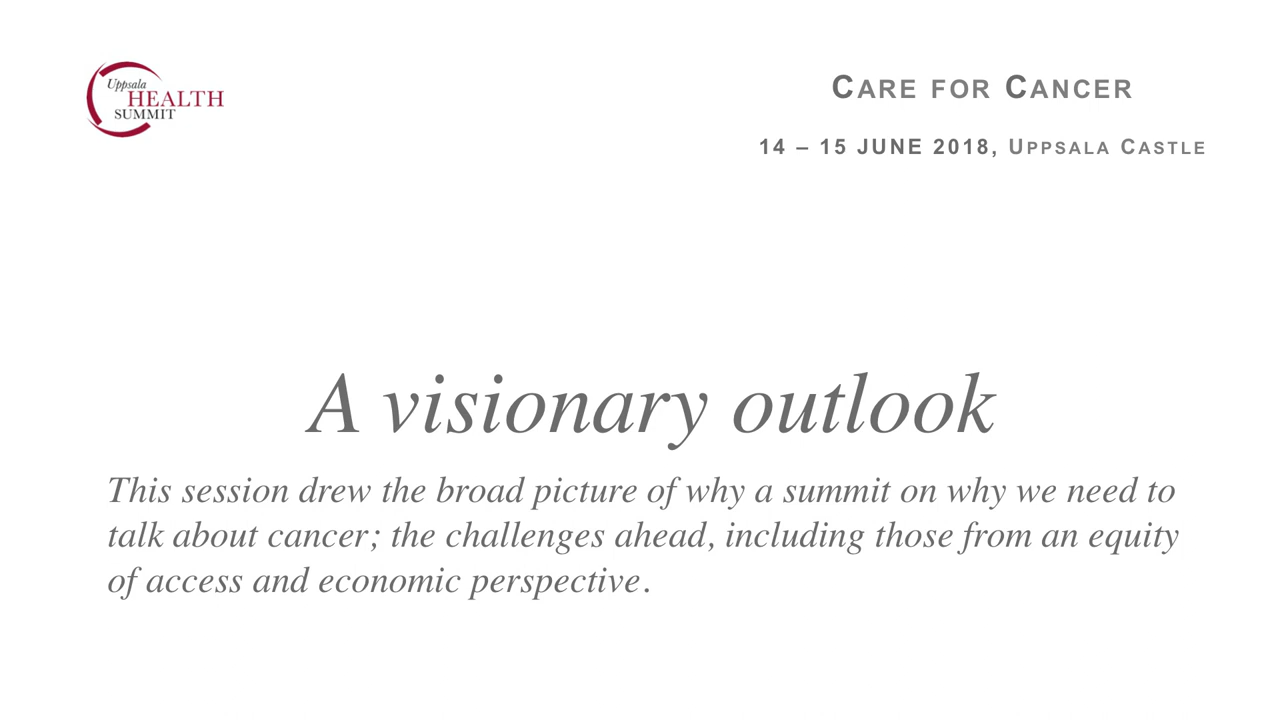 Uppsala
HEALTH
SUMMIT
CARE FOR CANCER
14 – 15 JUNE 2018, UPPSALA CASTLE
A visionary outlook
This session drew the broad picture of why a summit on why we need to
talk about cancer; the challenges ahead, including those from an equity
of access and economic perspective.